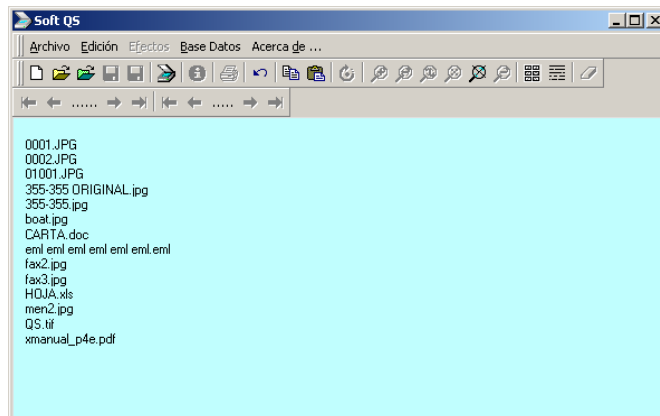 Soft QS
Archivo Edición Efectos Base Datos Acerca de ...
...... .....
0001.JPG
0002.JPG
01001.JPG
355-355 ORIGINAL.jpg
355-355.jpg
boat.jpg
CARTA.doc
eml eml eml eml eml eml.eml
fax2.jpg
fax3.jpg
HOJA.xls
men2.jpg
QS.tif
xmanual_p4e.pdf